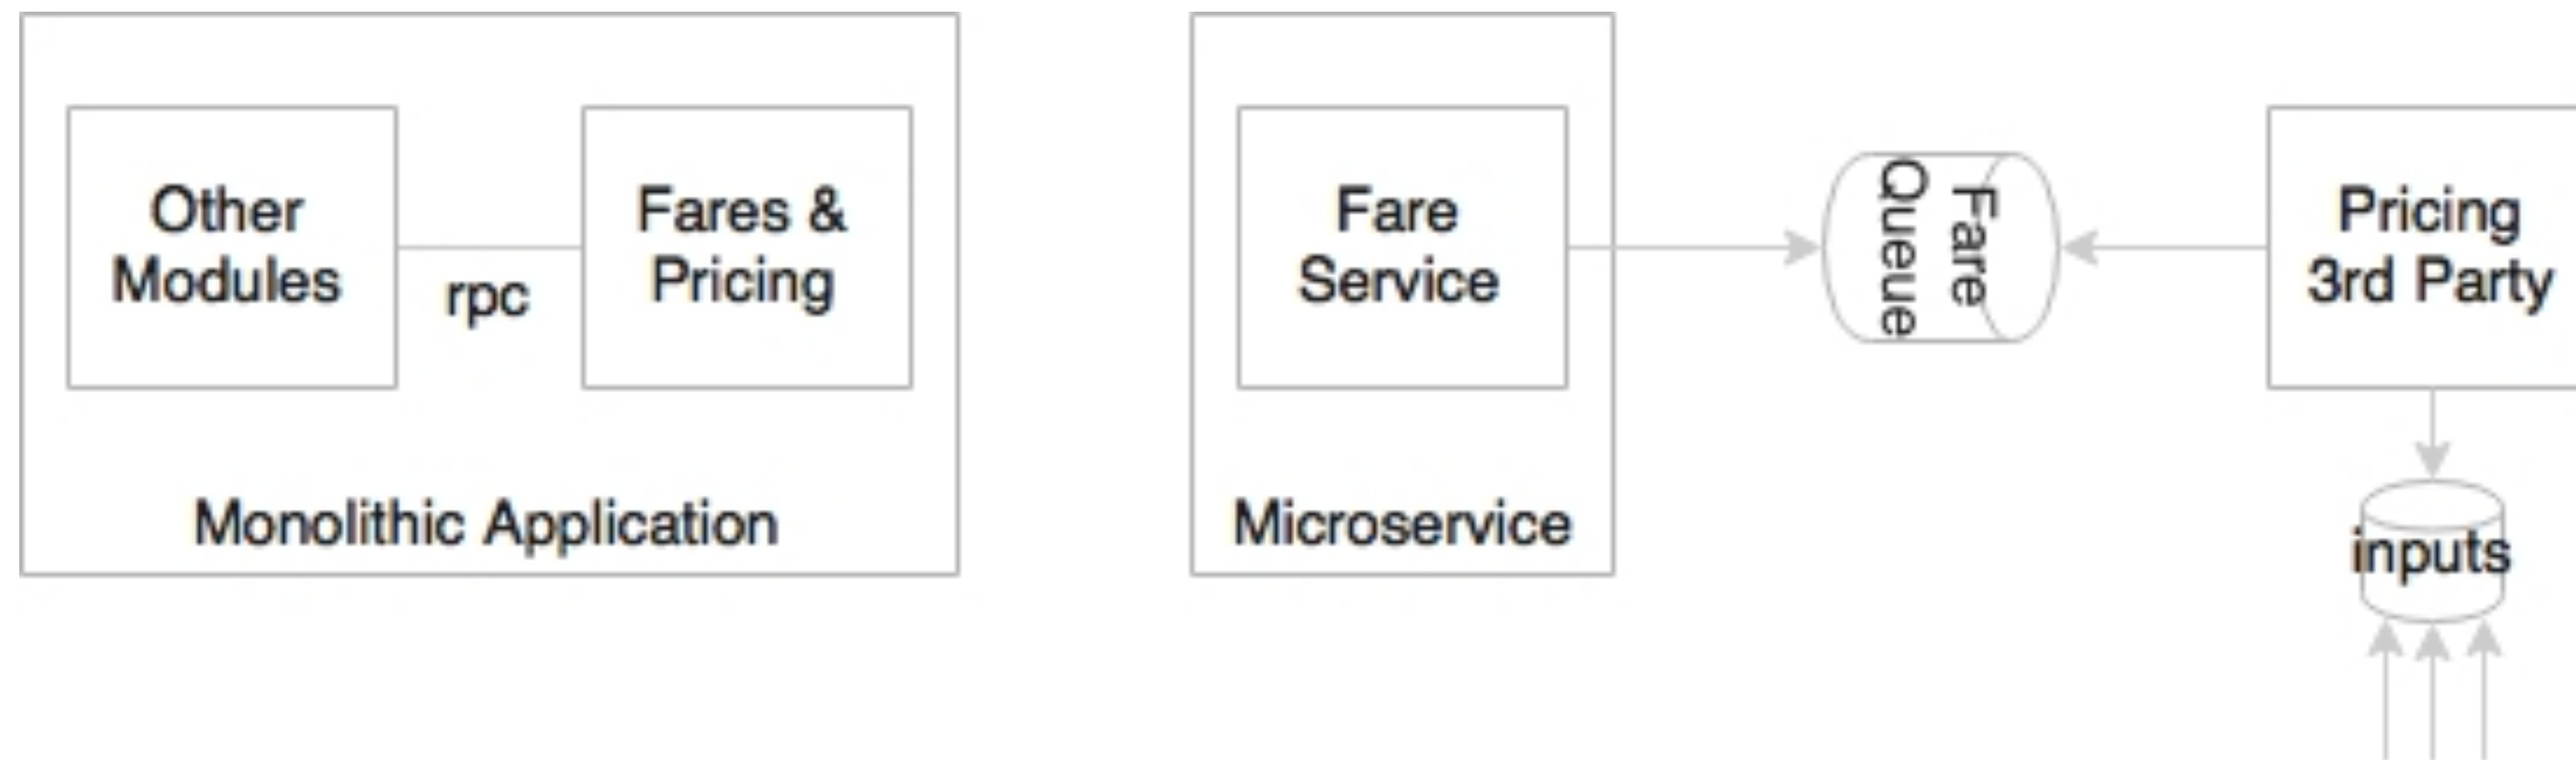 Other
Modules
rpc
Fares &
Pricing
Monolithic Application
Fare
Service
Microservice
Fare
Queue
Pricing
3rd Party
inputs